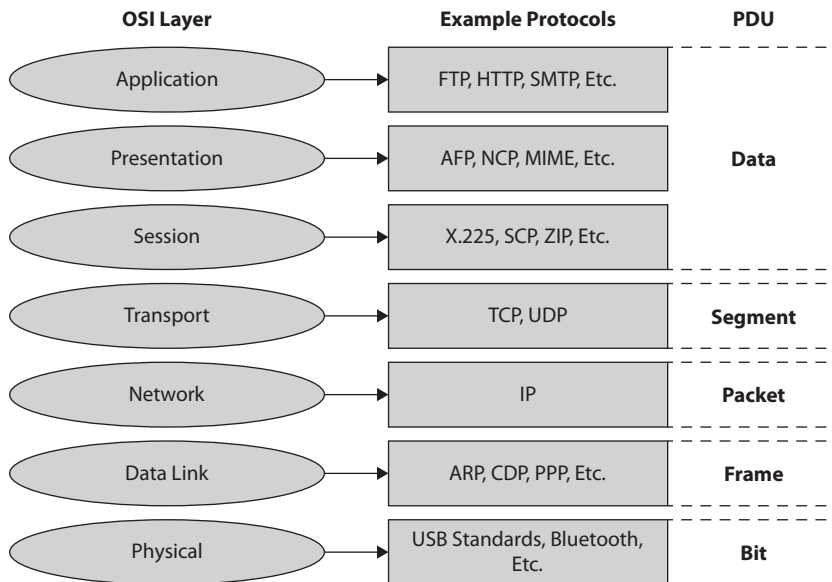 OSI Layer Example Protocols PDU
Application FTP, HTTP, SMTP, Etc.
Presentation AFP, NCP, MIME, Etc. Data
Session X.225, SCP, ZIP, Etc.
Transport TCP, UDP Segment
Network IP Packet
Data Link ARP, CDP, PPP, Etc. Frame
Physical USB Standards, Bluetooth, Bit
Etc.